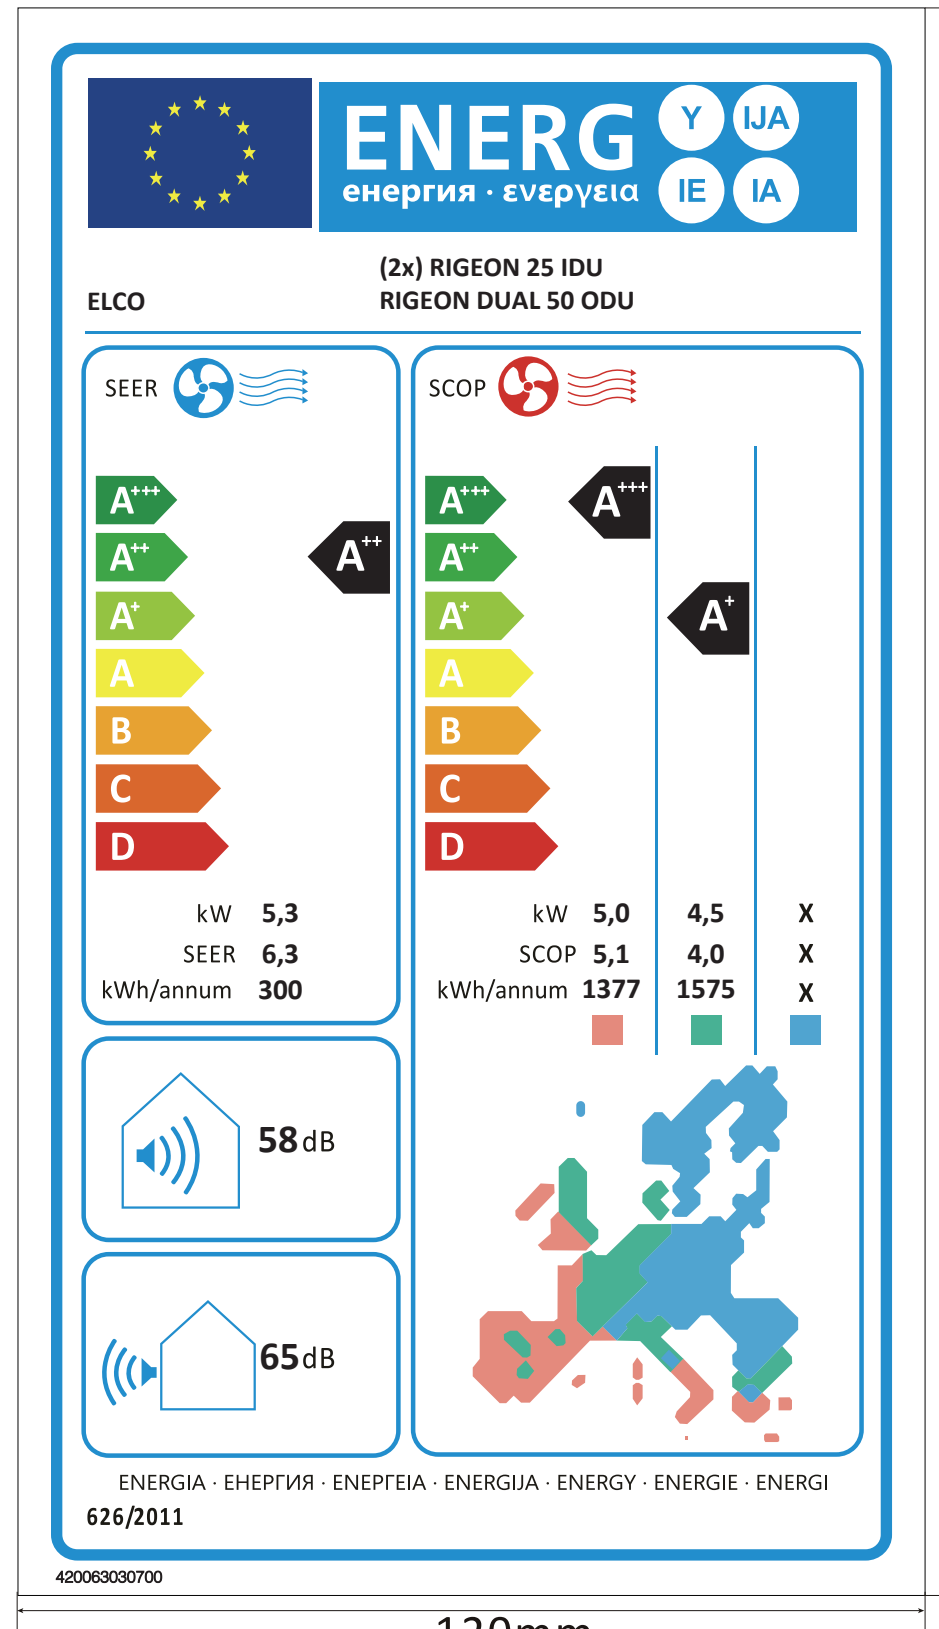 ENERG
енергия · ενεργεια
Y IJA
IE IA
(2x) RIGEON 25 IDU
ELCO RIGEON DUAL 50 ODU
SEER
A+++
A++
A++
A+
A
B
C
D
kW 5,3
SEER 6,3
kWh/annum 300
SCOP
A+++
A+++
A++
A+
A+
A
B
C
D
kW 5,0 4,5 X
SCOP 5,1 4,0 X
kWh/annum 1377 1575 X
58 dB
65 dB
ENERGIA · ЕНЕРГИЯ · ΕΝΕΡΓΕΙΑ · ENERGIJA · ENERGY · ENERGIE · ENERGI
626/2011
420063030700